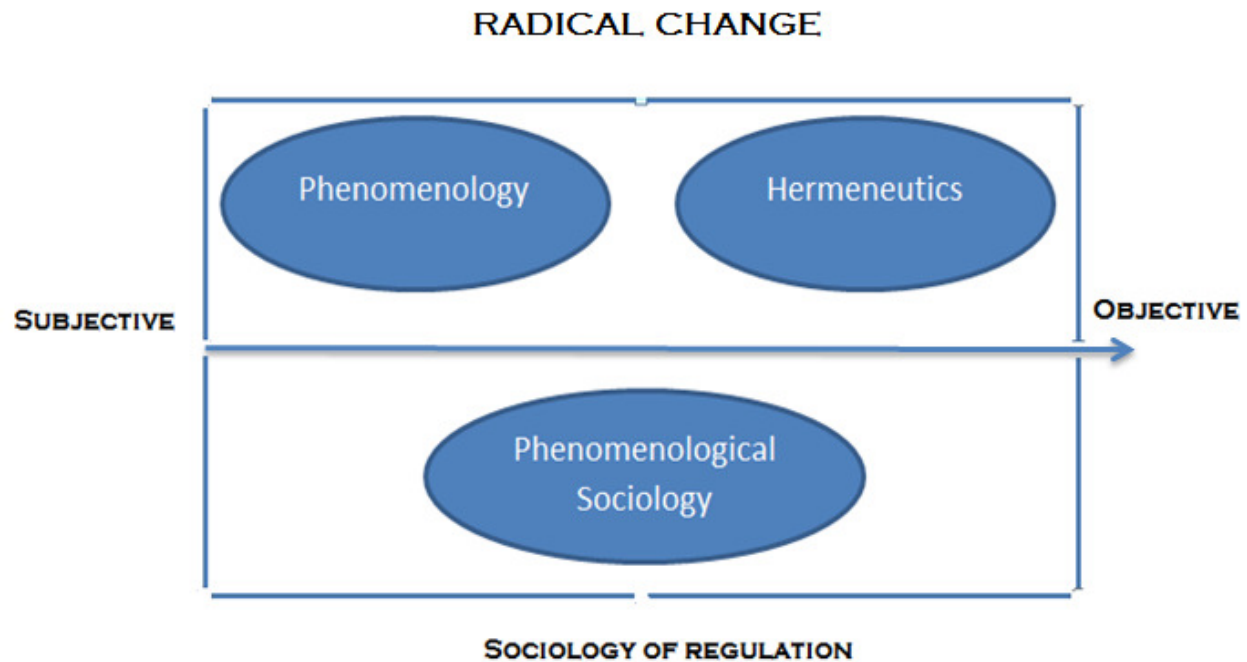 RADICAL CHANGE
Phenomenology
Hermeneutics
SUBJECTIVE
OBJECTIVE
Phenomenological
Sociology
SOCIOLOGY OF REGULATION